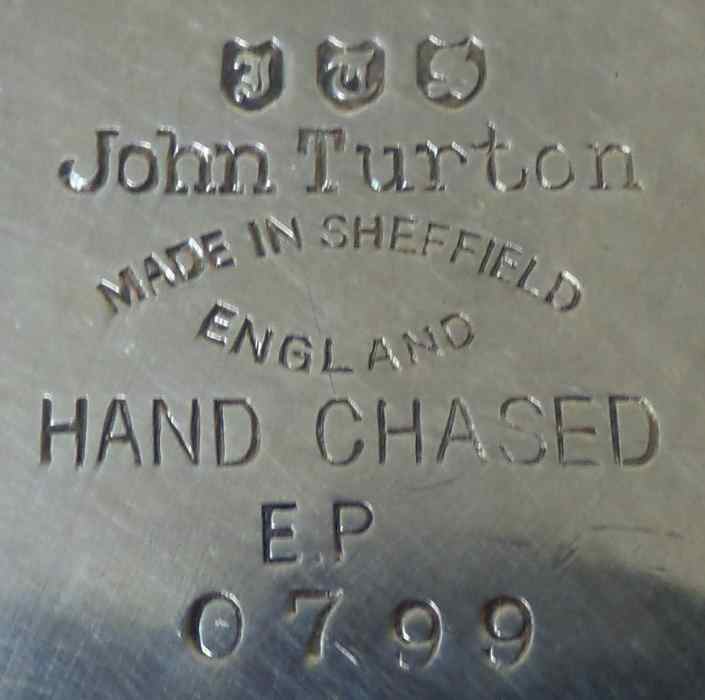 J T S
John Turton
MADE IN SHEFFIELD
ENGLAND
HAND CHASED
E.P
0799